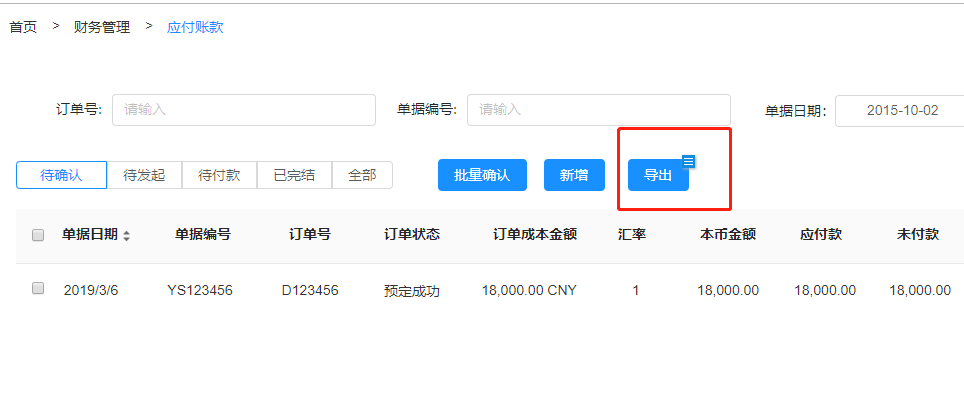 首页 > 财务管理 > 应付账款
订单号: 请输入 单据编号: 请输入 单据日期: 2015-10-02
待确认 待发起 待付款 已完结 全部 批量确认 新增 导出
单据日期 单据编号 订单号 订单状态 订单成本金额 汇率 本币金额 应付款 未付款
2019/3/6 YS123456 D123456 预定成功 18,000.00 CNY 1 18,000.00 18,000.00 18,000.00